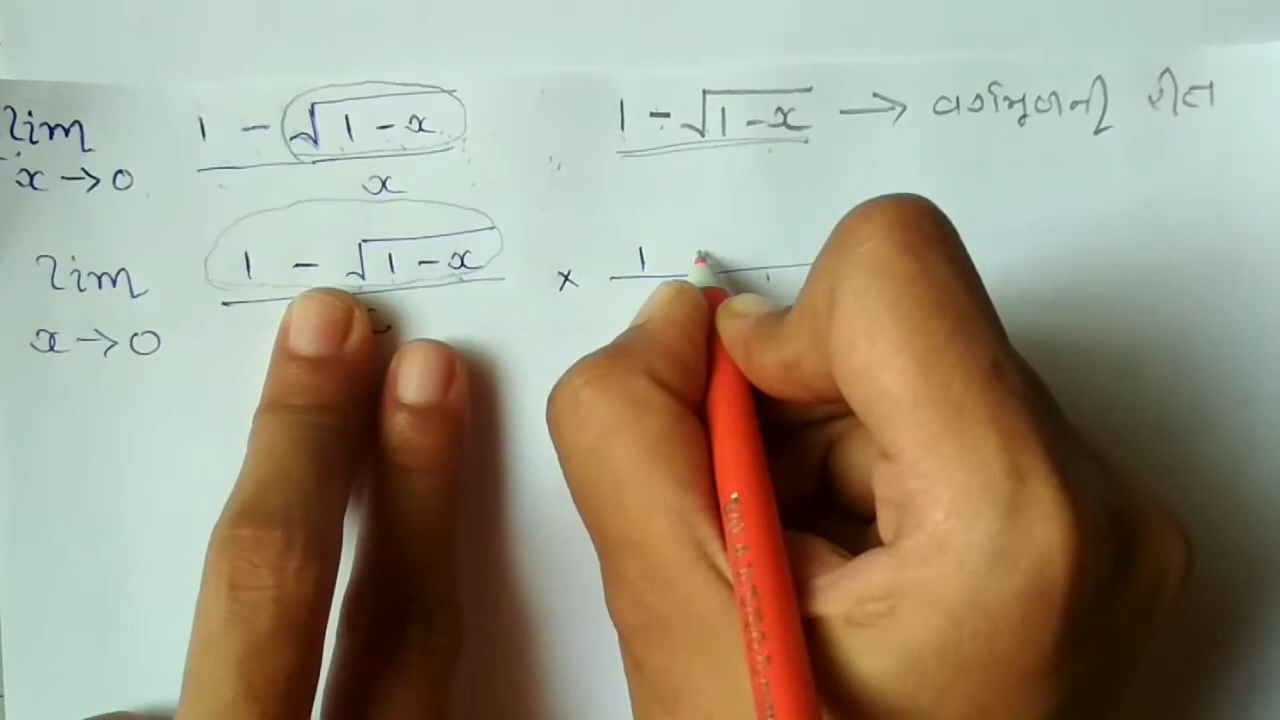 lim x→0 (1 - √(1-x))/x
1 - √(1-x) → વર્ગમૂળની રીત
lim x→0 (1 - √(1-x)) × 1